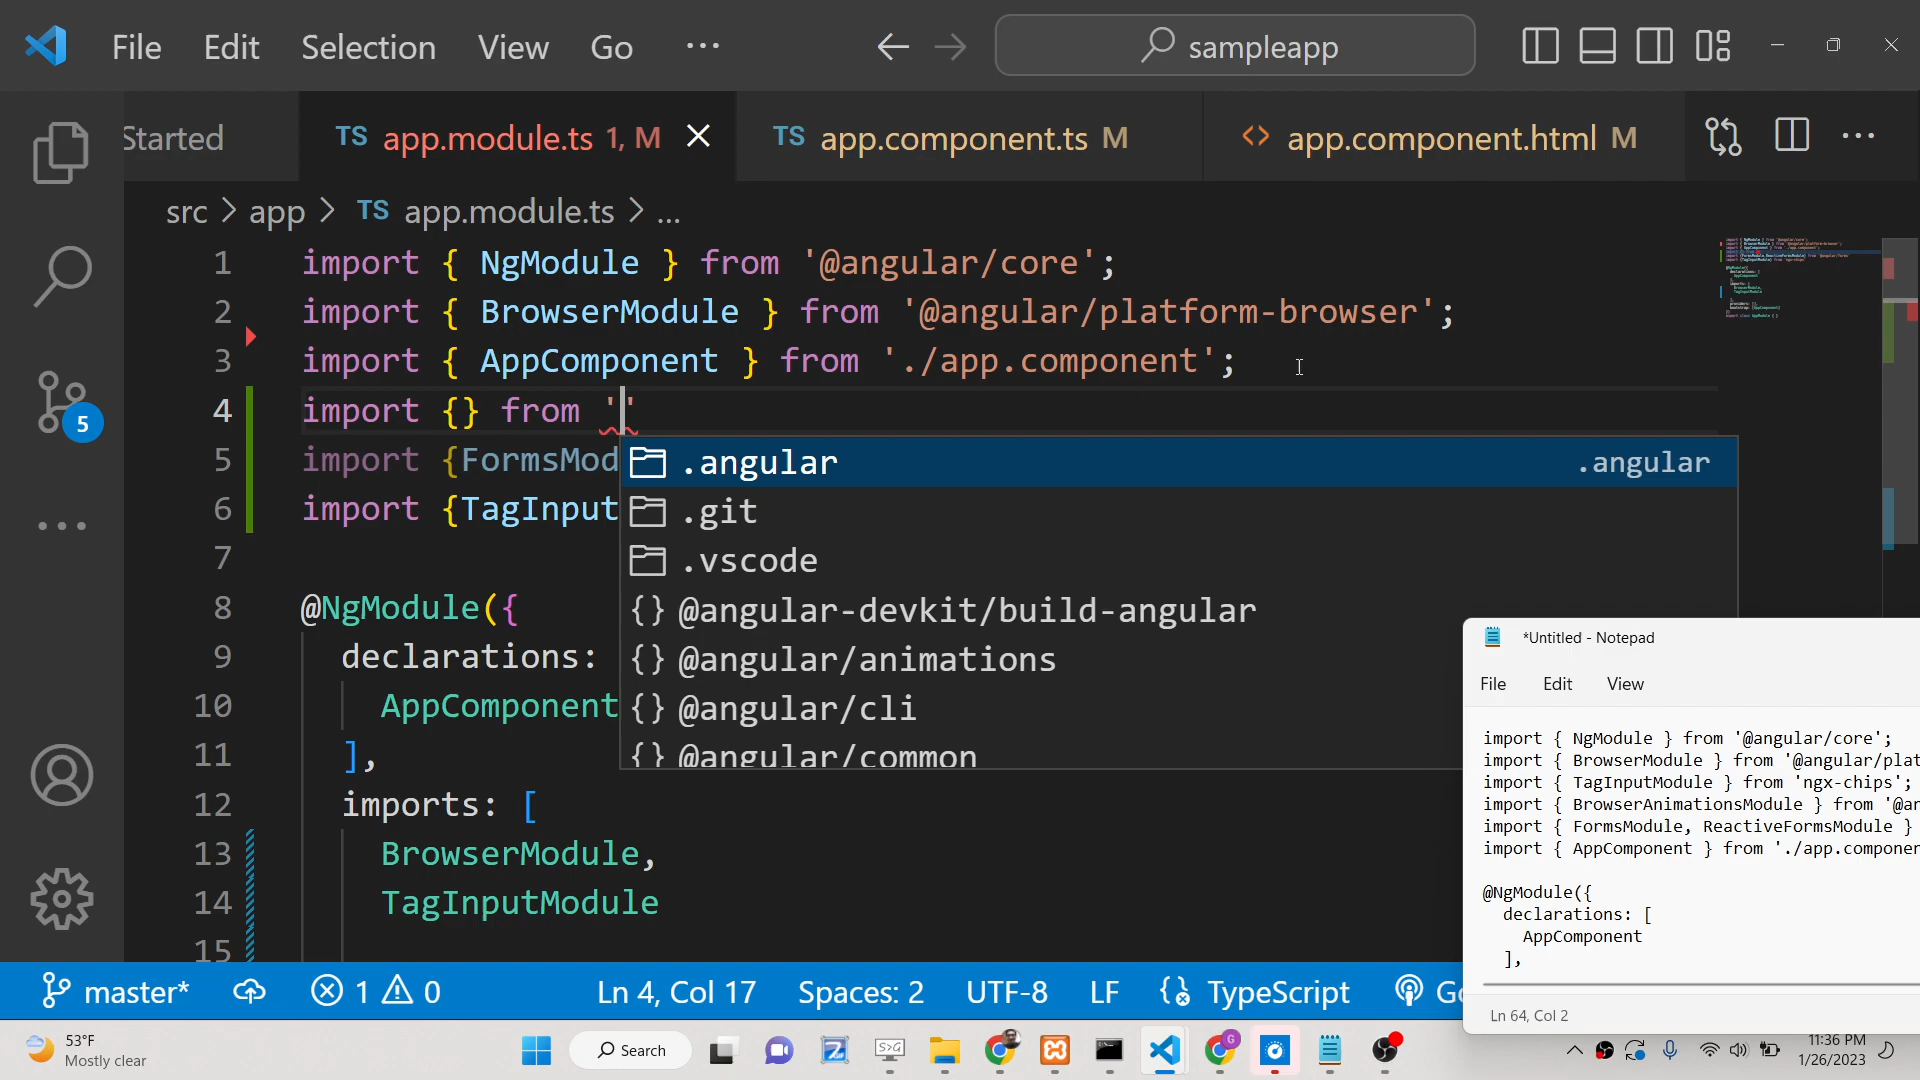 File Edit Selection View Go ··· sampleapp
Started TS app.module.ts 1, M TS app.component.ts M <> app.component.html M ···
src > app > TS app.module.ts > ...
1 import { NgModule } from '@angular/core';
2 import { BrowserModule } from '@angular/platform-browser';
3 import { AppComponent } from './app.component';
4 import {} from ''
5 import {FormsMod
6 import {TagInput
7
8 @NgModule({
9 declarations:
10 AppComponent
11 ],
12 imports: [
13 BrowserModule,
14 TagInputModule
15
.angular .angular
.git
.vscode
{} @angular-devkit/build-angular
{} @angular/animations
{} @angular/cli
{} @angular/common
5
*Untitled - Notepad
File Edit View
import { NgModule } from '@angular/core';
import { BrowserModule } from '@angular/plat
import { TagInputModule } from 'ngx-chips';
import { BrowserAnimationsModule } from '@an
import { FormsModule, ReactiveFormsModule }
import { AppComponent } from './app.componen
@NgModule({
declarations: [
AppComponent
],
Ln 64, Col 2
master* 1 0 Ln 4, Col 17 Spaces: 2 UTF-8 LF TypeScript Go
53°F
Mostly clear
Search
11:36 PM
1/26/2023